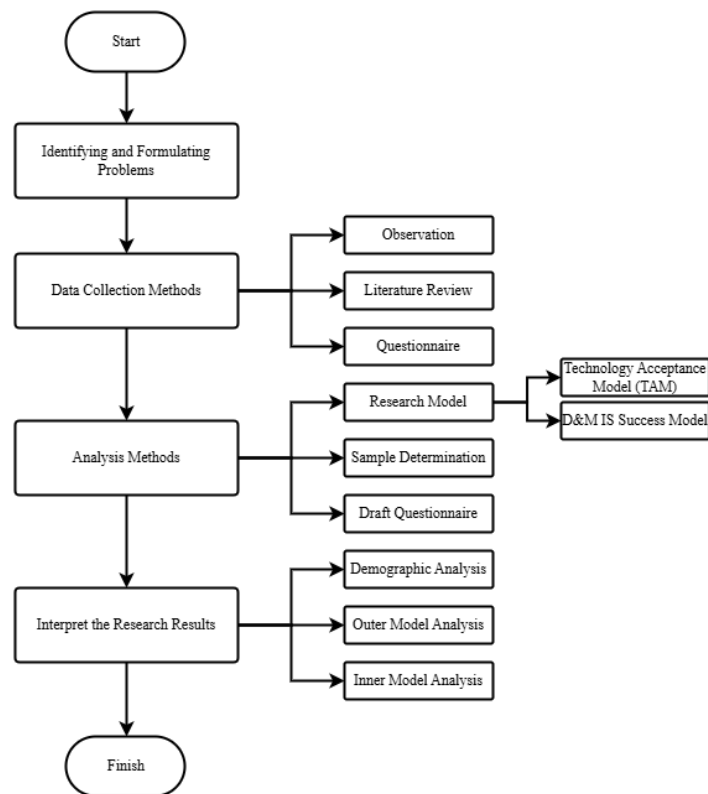 Start
Identifying and Formulating
Problems
Data Collection Methods
Observation
Literature Review
Questionnaire
Analysis Methods
Research Model
Technology Acceptance
Model (TAM)
D&M IS Success Model
Sample Determination
Draft Questionnaire
Interpret the Research Results
Demographic Analysis
Outer Model Analysis
Inner Model Analysis
Finish